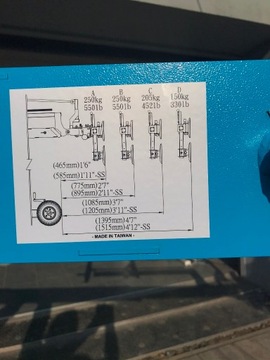 A B C D
250kg 250kg 205kg 150kg
550lb 550lb 452lb 330lb
(465mm)1'6"
(585mm)1'11"-SS
(775mm)2'7"
(895mm)2'11"-SS
(1085mm)3'7"
(1205mm)3'11"-SS
(1395mm)4'7"
(1515mm)4'12"-SS
- MADE IN TAIWAN -